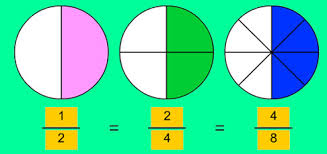 1 2 4
= =
2 4 8